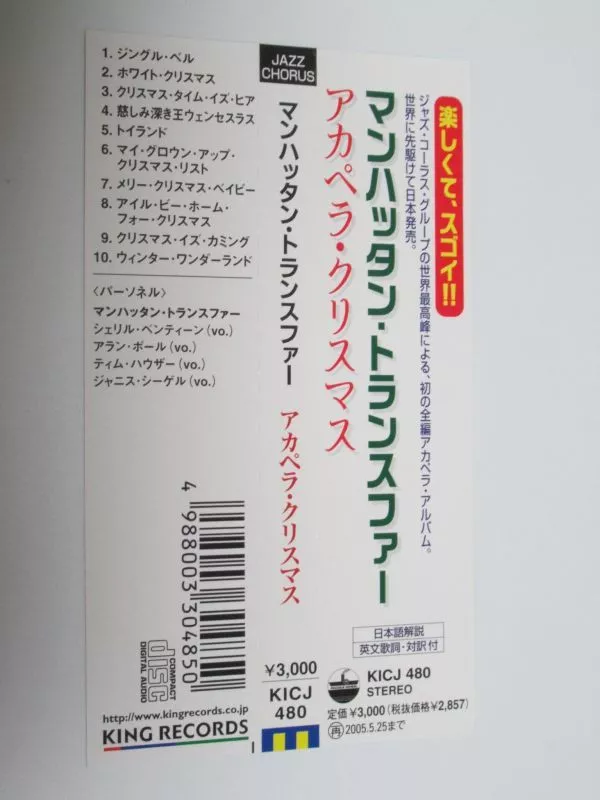 楽しくて、スゴイ!!
ジャズ・コーラス・グループの世界最高峰による、初の全編アカペラ・アルバム。
世界に先駆けて日本発売。
マンハッタン・トランスファー
アカペラ・クリスマス
日本語解説
英文歌詞・対訳付
KICJ 480
STEREO
定価¥3,000(税抜価格¥2,857)
再 2005.5.25まで
JAZZ
CHORUS
マンハッタン・トランスファー アカペラ・クリスマス
¥3,000
KICJ
480
1. ジングル・ベル
2. ホワイト・クリスマス
3. クリスマス・タイム・イズ・ヒア
4. 慈しみ深き王ウェンセスラス
5. トイランド
6. マイ・グロウン・アップ・
クリスマス・リスト
7. メリー・クリスマス・ベイビー
8. アイル・ビー・ホーム・
フォー・クリスマス
9. クリスマス・イズ・カミング
10. ウィンター・ワンダーランド
〈パーソネル〉
マンハッタン・トランスファー
シェリル・ベンティーン(vo.)
アラン・ポール(vo.)
ティム・ハウザー(vo.)
ジャニス・シーゲル(vo.)
4 988003 304850
COMPACT
disc
DIGITAL AUDIO
http://www.kingrecords.co.jp
KING RECORDS